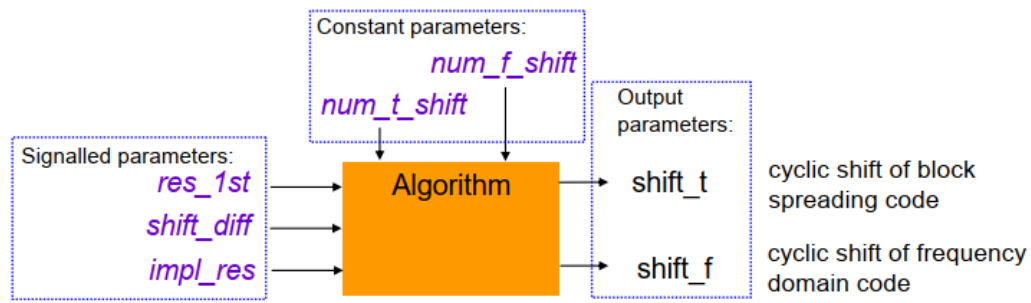 Constant parameters:
num_f_shift
num_t_shift
Output
parameters:
Signalled parameters:
res_1st
shift_diff
impl_res
Algorithm
shift_t
cyclic shift of block
spreading code
shift_f
cyclic shift of frequency
domain code